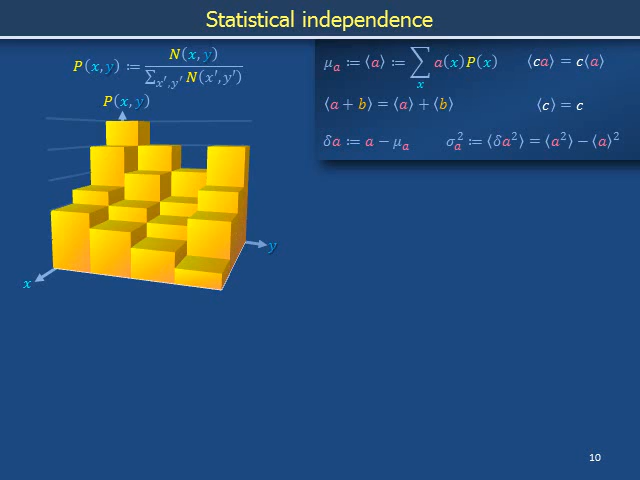 Statistical independence
P(x,y) ≔ N(x,y) / ∑x′,y′ N(x′,y′)
μₐ ≔ ⟨a⟩ ≔ ∑x a(x)P(x) ⟨ca⟩ = c⟨a⟩
⟨a + b⟩ = ⟨a⟩ + ⟨b⟩ ⟨c⟩ = c
δa ≔ a − μₐ σₐ² ≔ ⟨δa²⟩ = ⟨a²⟩ − ⟨a⟩²
P(x,y)
y
x
10